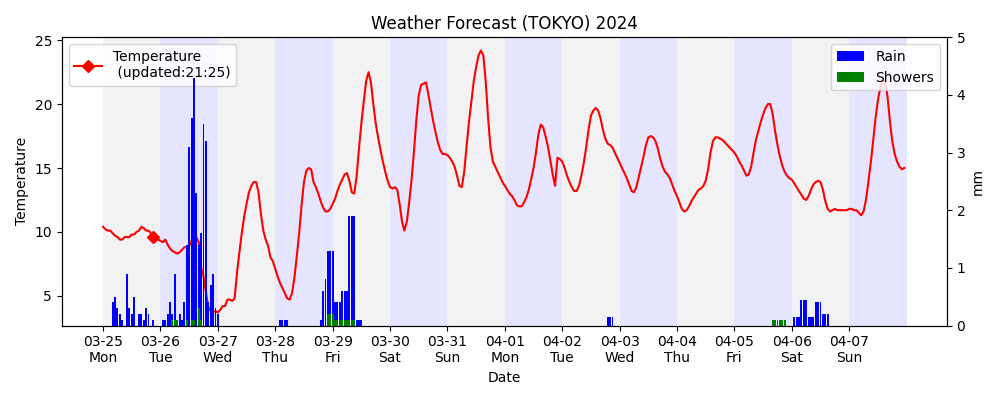 Weather Forecast (TOKYO) 2024
Temperature
(updated:21:25)
Rain
Showers
Temperature
25
20
15
10
5
5
4
3
2
1
0
mm
03-25 03-26 03-27 03-28 03-29 03-30 03-31 04-01 04-02 04-03 04-04 04-05 04-06 04-07
Mon Tue Wed Thu Fri Sat Sun Mon Tue Wed Thu Fri Sat Sun
Date